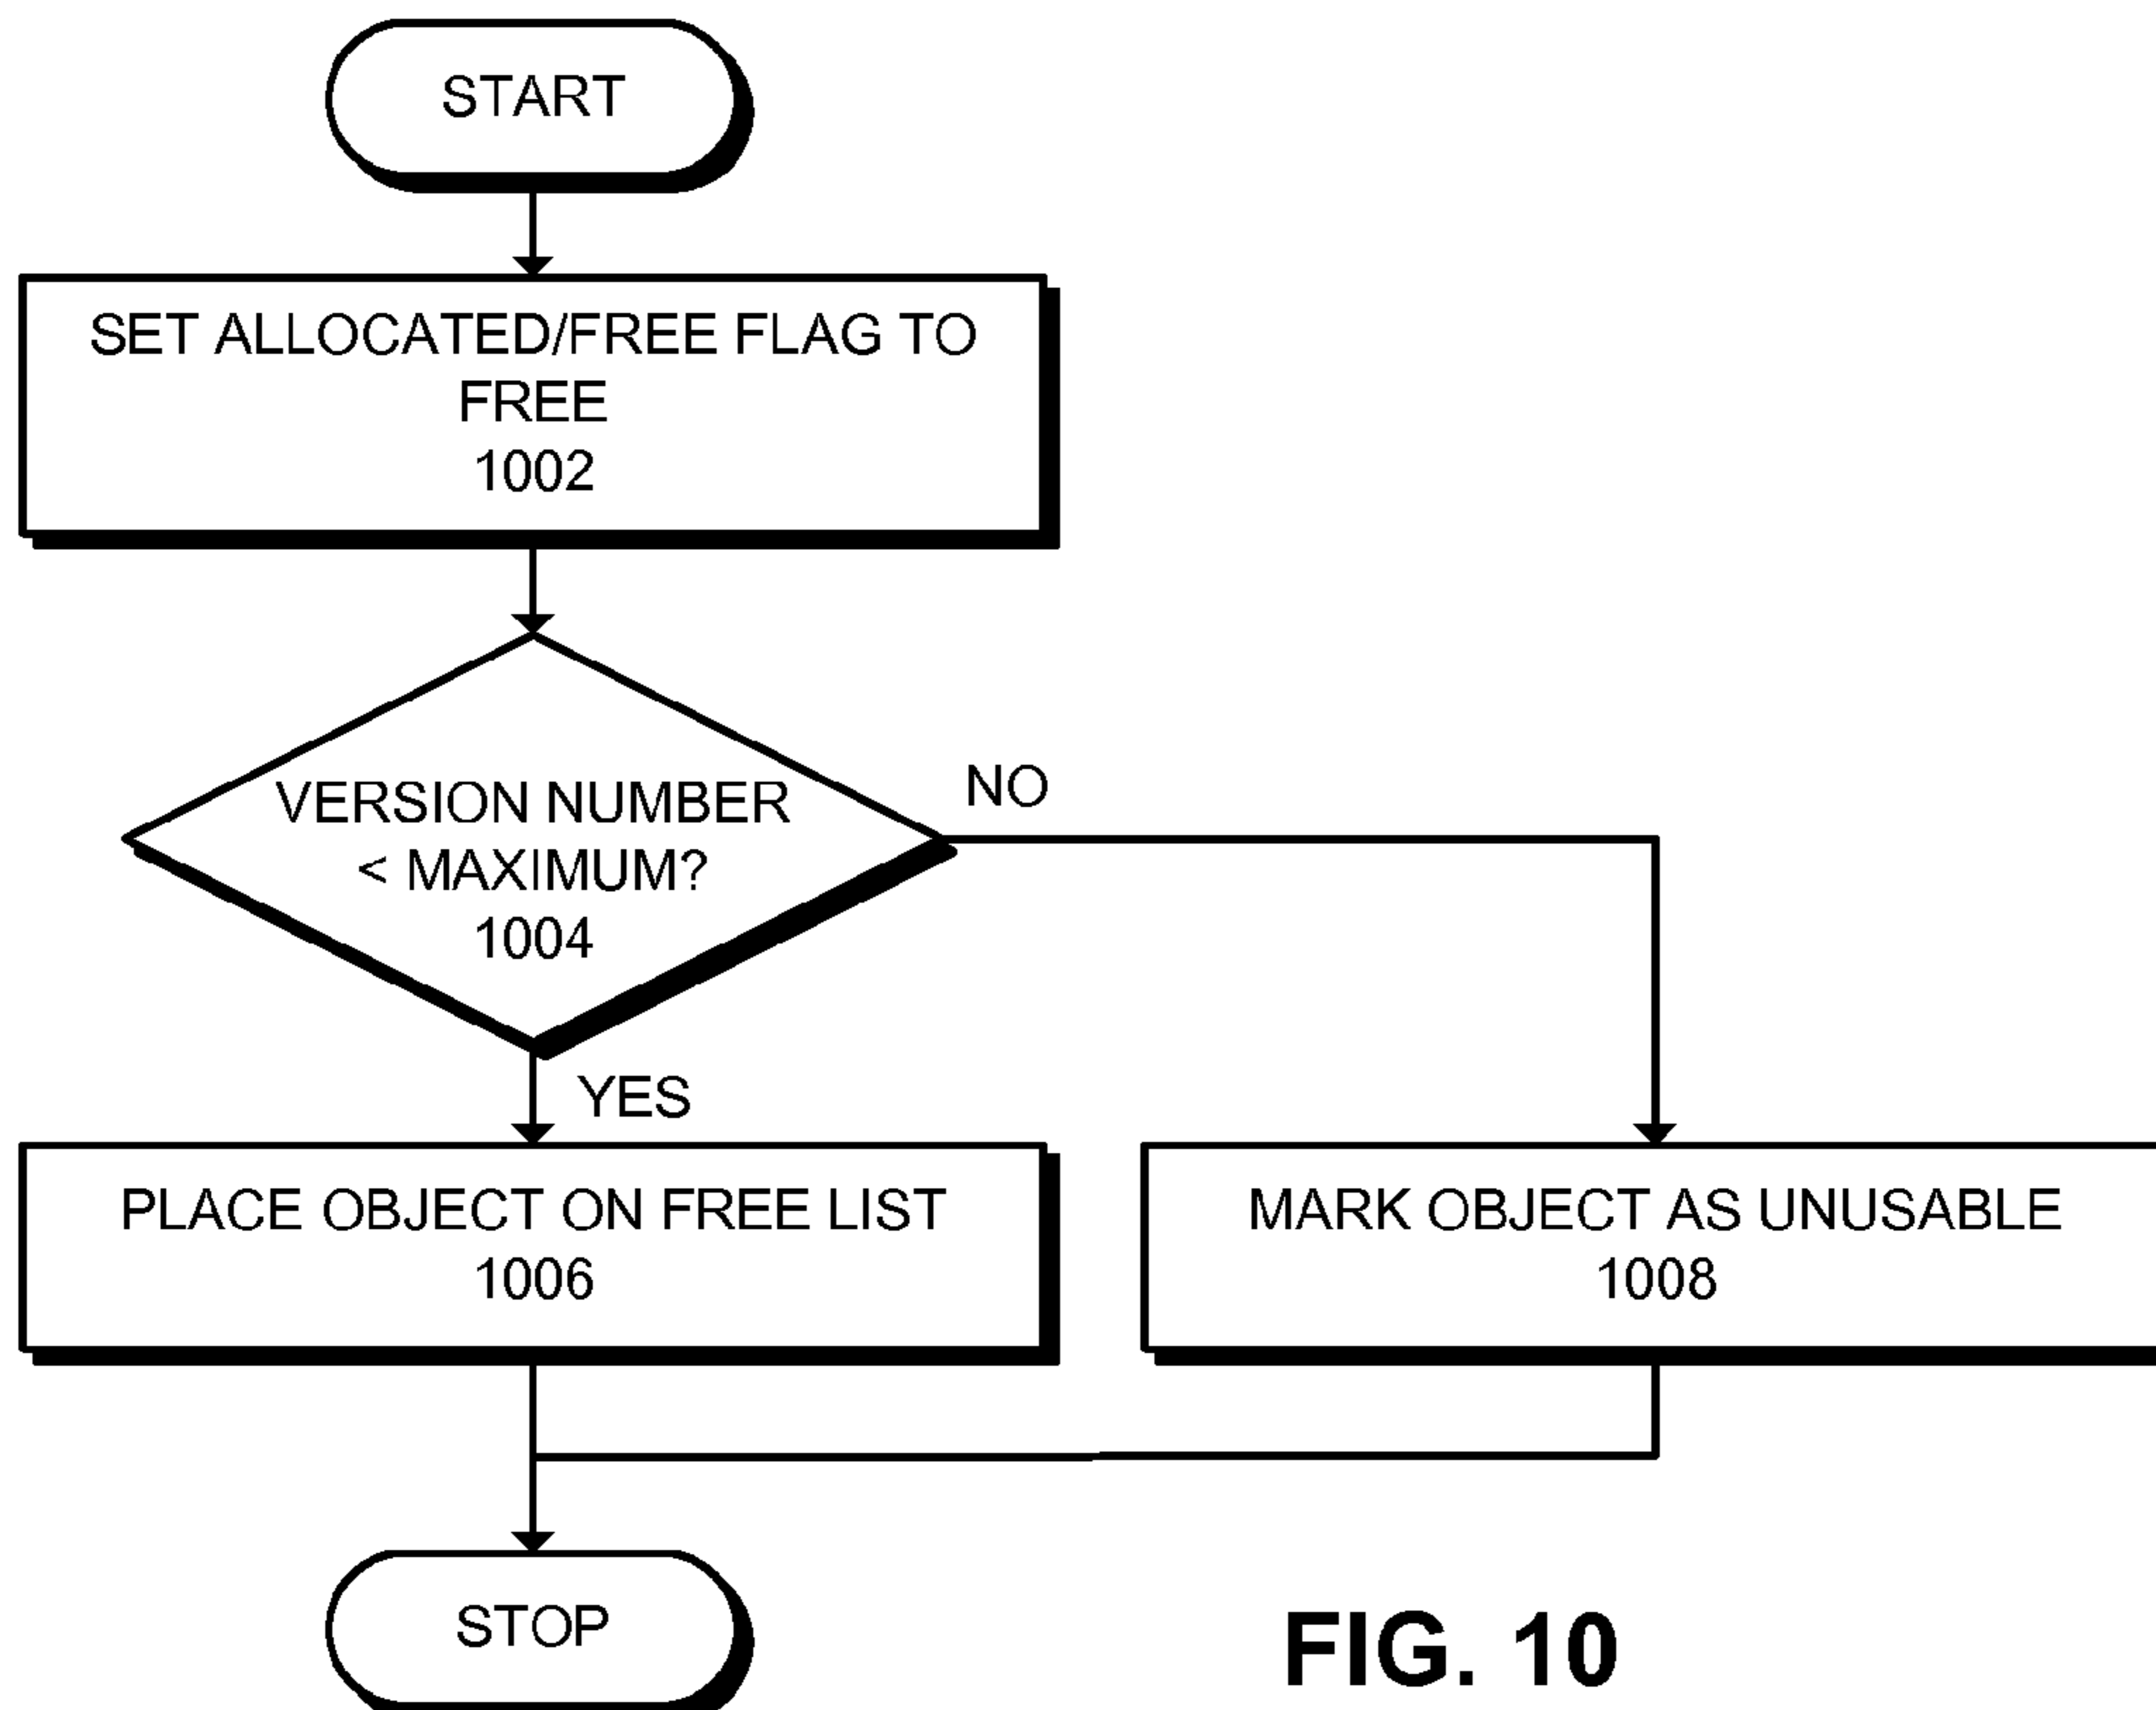 START
SET ALLOCATED/FREE FLAG TO
FREE
1002
VERSION NUMBER
< MAXIMUM?
1004
NO
YES
PLACE OBJECT ON FREE LIST
1006
MARK OBJECT AS UNUSABLE
1008
STOP
FIG. 10